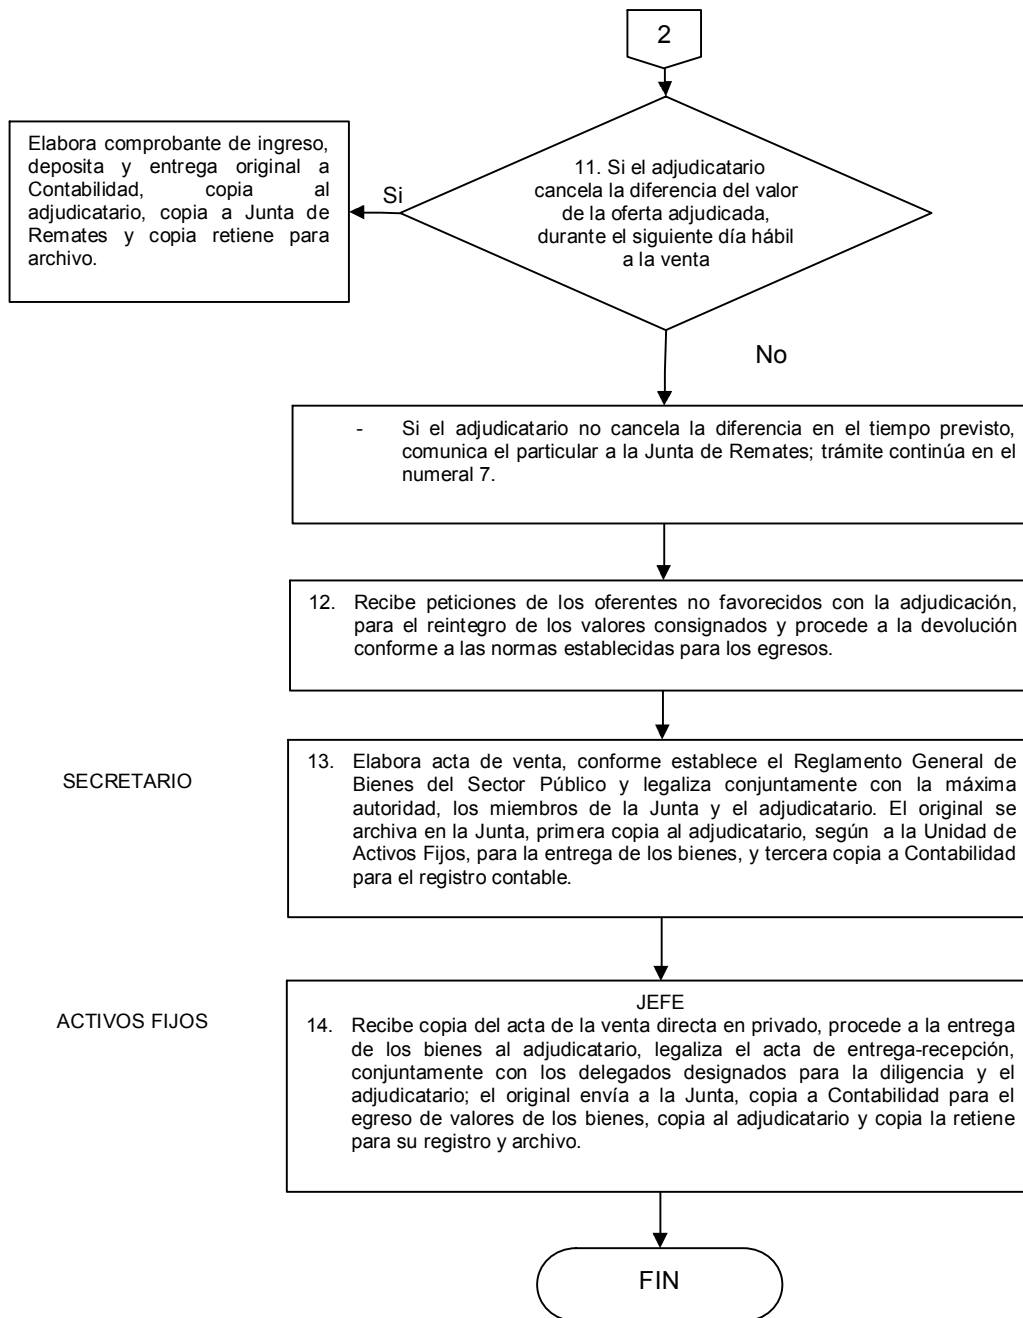 2
11. Si el adjudicatario
cancela la diferencia del valor
de la oferta adjudicada,
durante el siguiente día hábil
a la venta
Si
Elabora comprobante de ingreso,
deposita y entrega original a
Contabilidad, copia al
adjudicatario, copia a Junta de
Remates y copia retiene para
archivo.
No
- Si el adjudicatario no cancela la diferencia en el tiempo previsto,
comunica el particular a la Junta de Remates; trámite continúa en el
numeral 7.
12. Recibe peticiones de los oferentes no favorecidos con la adjudicación,
para el reintegro de los valores consignados y procede a la devolución
conforme a las normas establecidas para los egresos.
SECRETARIO
13. Elabora acta de venta, conforme establece el Reglamento General de
Bienes del Sector Público y legaliza conjuntamente con la máxima
autoridad, los miembros de la Junta y el adjudicatario. El original se
archiva en la Junta, primera copia al adjudicatario, según a la Unidad de
Activos Fijos, para la entrega de los bienes, y tercera copia a Contabilidad
para el registro contable.
ACTIVOS FIJOS
JEFE
14. Recibe copia del acta de la venta directa en privado, procede a la entrega
de los bienes al adjudicatario, legaliza el acta de entrega-recepción,
conjuntamente con los delegados designados para la diligencia y el
adjudicatario; el original envía a la Junta, copia a Contabilidad para el
egreso de valores de los bienes, copia al adjudicatario y copia la retiene
para su registro y archivo.
FIN